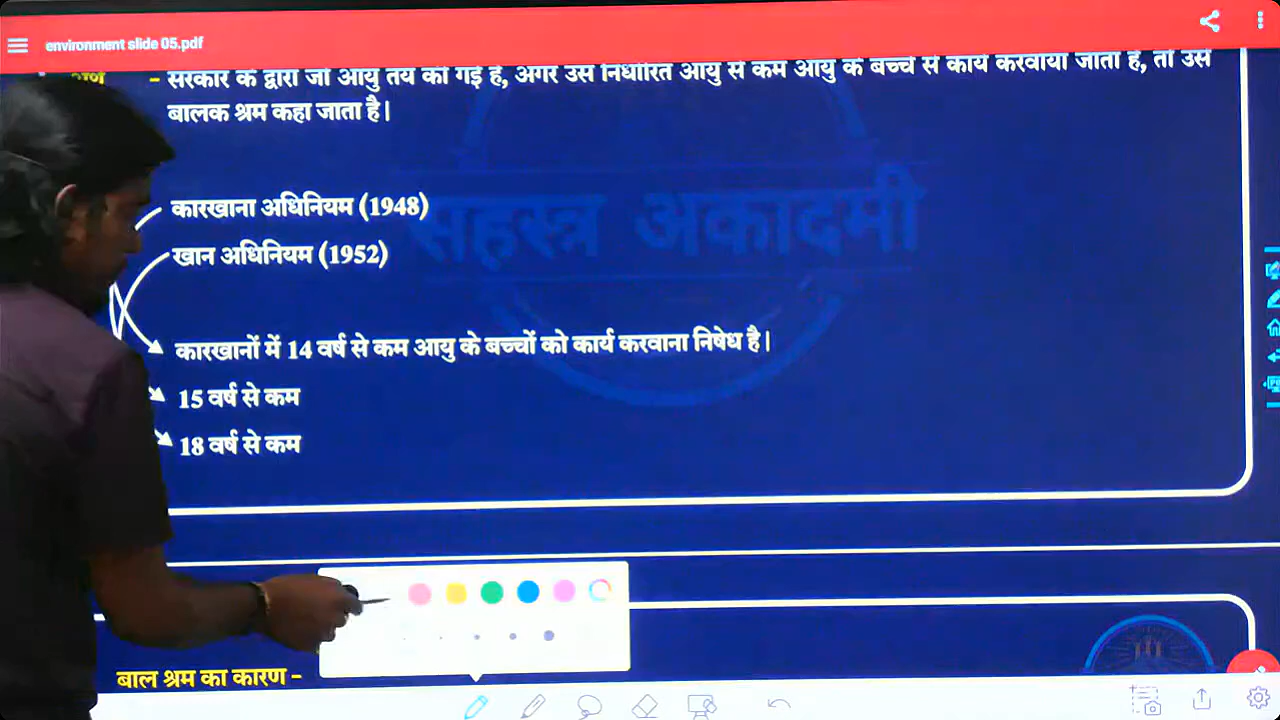 environment slide 05.pdf
- सरकार के द्वारा जो आयु तय की गई है, अगर उस निर्धारित आयु से कम आयु के बच्चे से कार्य करवाया जाता है, तो उसे
बालक श्रम कहा जाता है।
सहस्त्र अकादमी
कारखाना अधिनियम (1948)
खान अधिनियम (1952)
कारखानों में 14 वर्ष से कम आयु के बच्चों को कार्य करवाना निषेध है।
15 वर्ष से कम
18 वर्ष से कम
बाल श्रम का कारण -